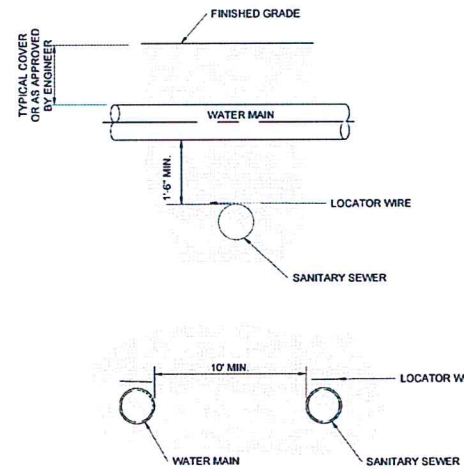 FINISHED GRADE
TYPICAL COVER
OR AS APPROVED
BY ENGINEER
WATER MAIN
1'-6" MIN.
LOCATOR WIRE
SANITARY SEWER
10' MIN.
LOCATOR W
WATER MAIN
SANITARY SEWER